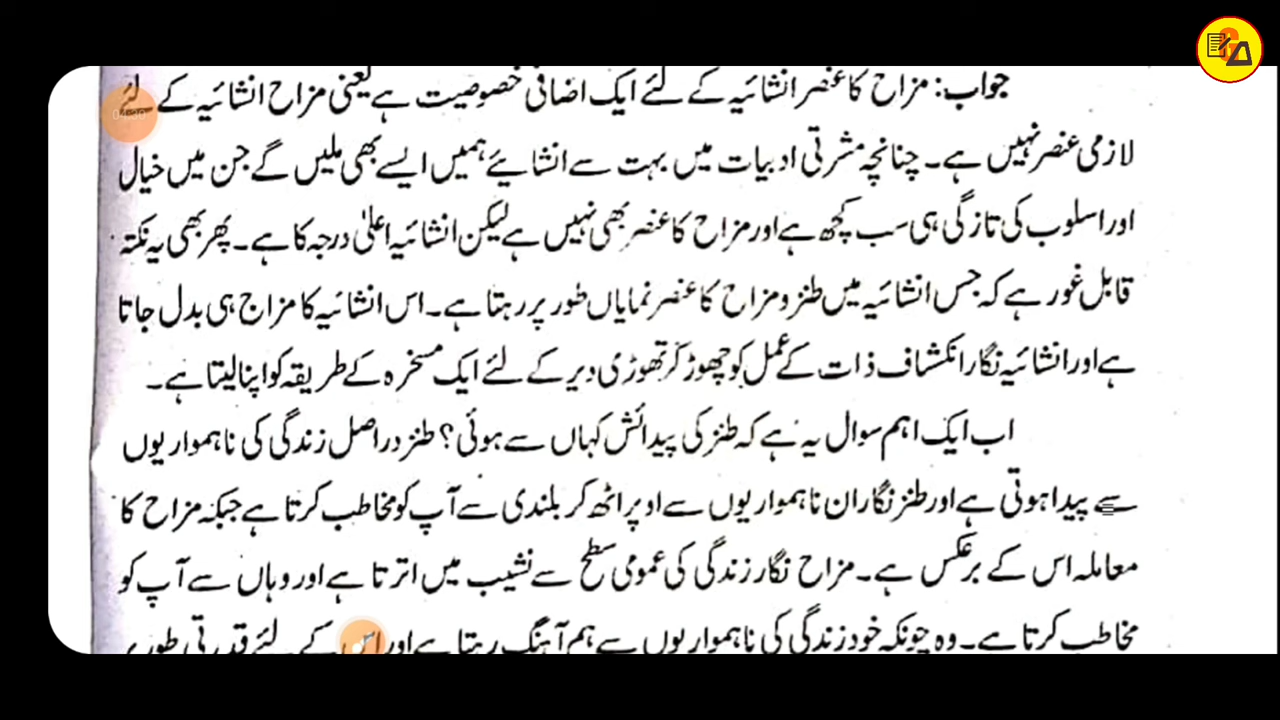 جواب: مزاح کا عنصر انشائیہ کے لئے ایک اضافی خصوصیت ہے یعنی مزاح انشائیہ کے لئے
لازمی عنصر نہیں ہے۔ چنانچہ مشرقی ادبیات میں بہت سے انشایئے ہمیں ایسے بھی ملیں گے جن میں خیال
اور اسلوب کی تازگی ہی سب کچھ ہے اور مزاح کا عنصر بھی نہیں ہے لیکن انشائیہ اعلیٰ درجہ کا ہے۔ پھر بھی یہ نکتہ
قابل غور ہے کہ جس انشائیہ میں طنز و مزاح کا عنصر نمایاں طور پر رہتا ہے۔ اس انشائیہ کا مزاج ہی بدل جاتا
ہے اور انشائیہ نگار انکشاف ذات کے عمل کو چھوڑ کر تھوڑی دیر کے لئے ایک مسخرہ کے طریقہ کو اپنا لیتا ہے۔
اب ایک اہم سوال یہ ہے کہ طنز کی پیدائش کہاں سے ہوئی؟ طنز دراصل زندگی کی ناہمواریوں
سے پیدا ہوتی ہے اور طنز نگار ان ناہمواریوں سے اوپر اٹھ کر بلندی سے آپ کو مخاطب کرتا ہے جبکہ مزاح کا
معاملہ اس کے برعکس ہے۔ مزاح نگار زندگی کی عمومی سطح سے نشیب میں اترتا ہے اور وہاں سے آپ کو
مخاطب کرتا ہے۔ وہ چونکہ خود زندگی کی ناہمواریوں سے ہم آہنگ رہتا ہے اور اس کے لئے قدرتی طور پر